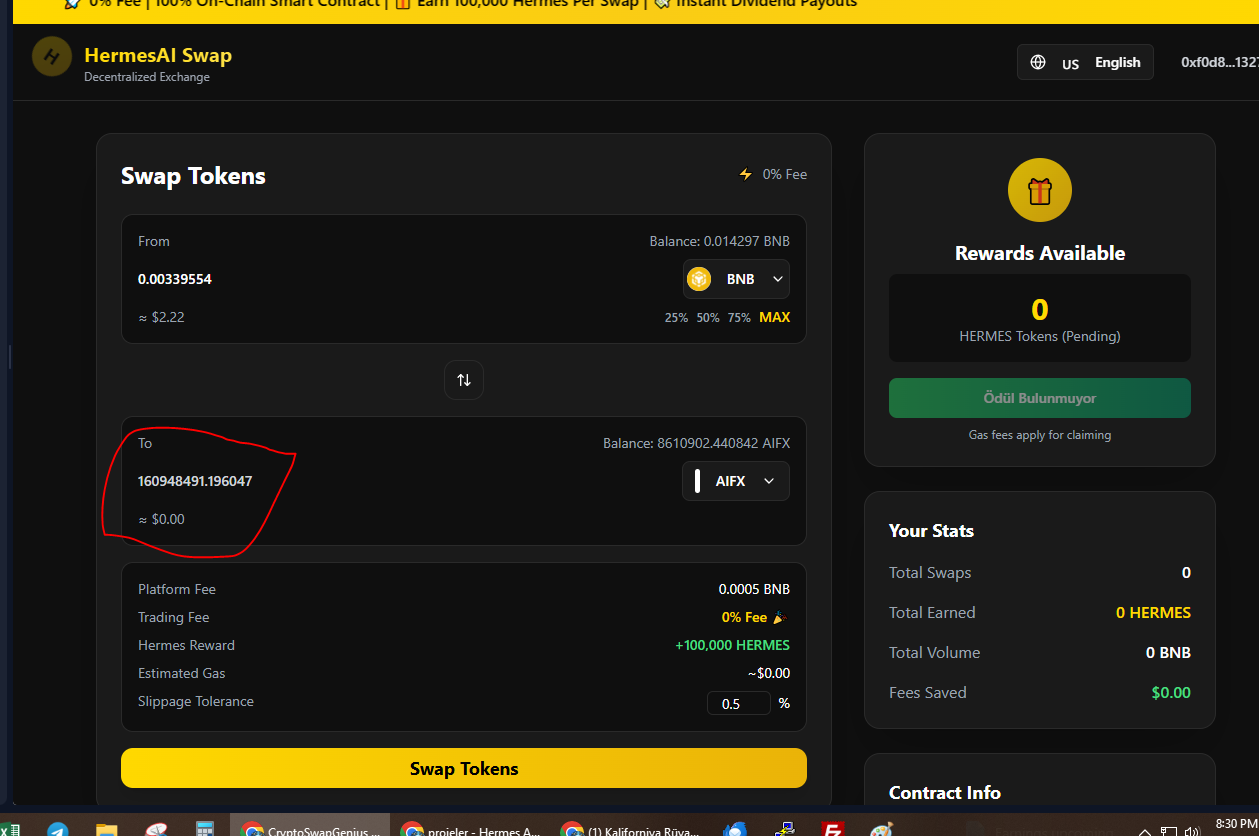 0% Fee | 100% On-Chain Smart Contract | 🎁 Earn 100,000 Hermes Per Swap | Instant Dividend Payouts
H
HermesAI Swap
Decentralized Exchange
US English
0xf0d8...1327
Swap Tokens
⚡ 0% Fee
From
Balance: 0.014297 BNB
0.00339554
BNB
≈ $2.22
25% 50% 75% MAX
To
Balance: 8610902.440842 AIFX
160948491.196047
AIFX
≈ $0.00
Platform Fee
0.0005 BNB
Trading Fee
0% Fee 🎉
Hermes Reward
+100,000 HERMES
Estimated Gas
~$0.00
Slippage Tolerance
0.5 %
Swap Tokens
Rewards Available
0
HERMES Tokens (Pending)
Ödül Bulunmuyor
Gas fees apply for claiming
Your Stats
Total Swaps
0
Total Earned
0 HERMES
Total Volume
0 BNB
Fees Saved
$0.00
Contract Info
CryptoSwapGenius ...
projeler - Hermes A...
(1) Kaliforniya Rüya...
8:30 PM